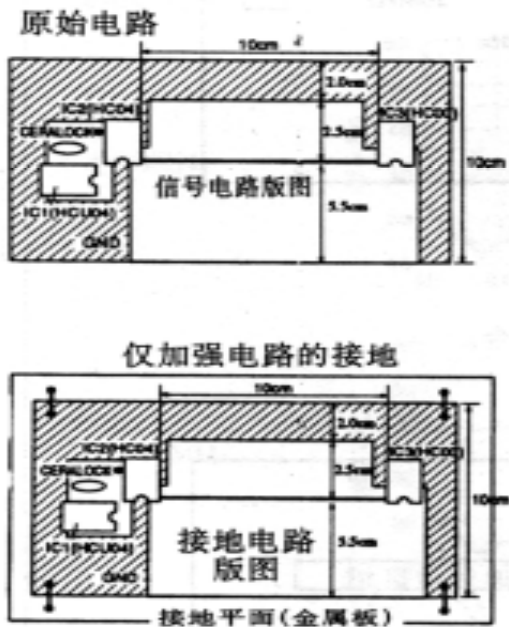 原始电路
10cm
2.0cm
IC2(HC04)
IC3(HC00)
CERALOCK®
2.5cm
10cm
信号电路版图
IC1(HCU04)
5.5cm
GND
仅加强电路的接地
10cm
2.0cm
IC2(HC04)
IC3(HC00)
CERALOCK®
2.5cm
10cm
接地电路
版图
5.5cm
IC1(HCU04)
GND
接地平面(金属板)